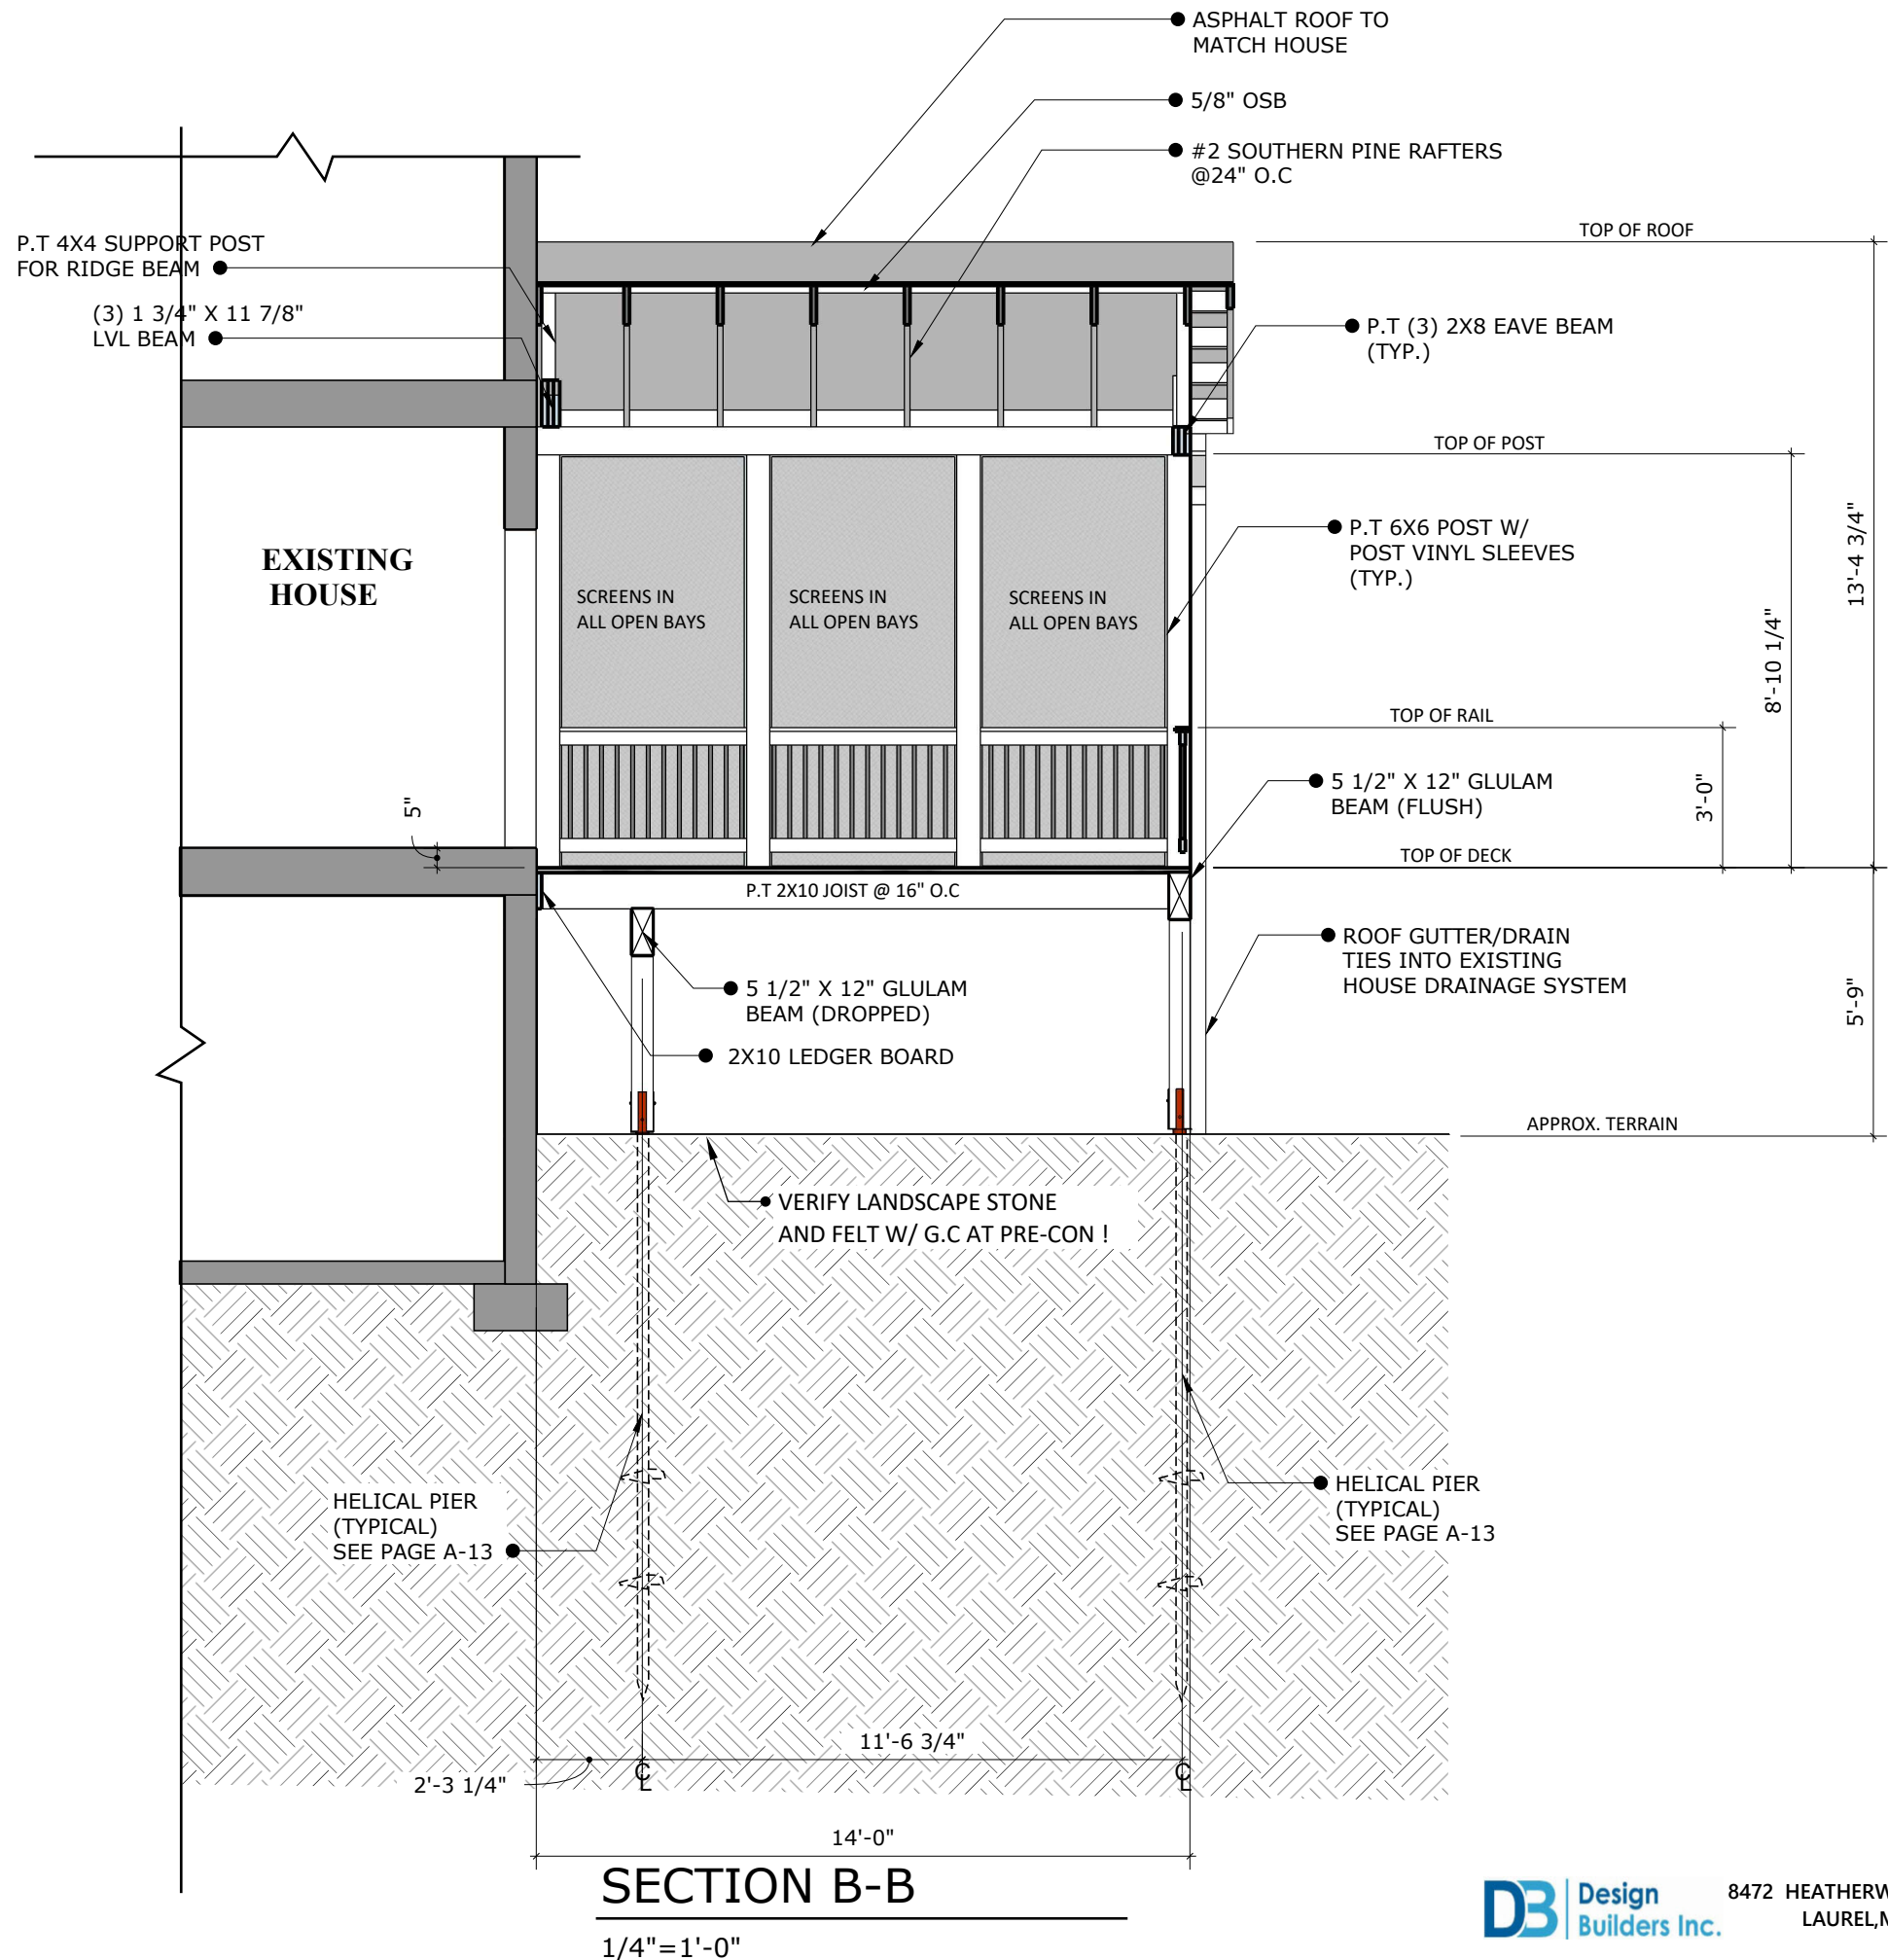 ASPHALT ROOF TO
MATCH HOUSE
5/8" OSB
#2 SOUTHERN PINE RAFTERS
@24" O.C
TOP OF ROOF
P.T 4X4 SUPPORT POST
FOR RIDGE BEAM
(3) 1 3/4" X 11 7/8"
LVL BEAM
P.T (3) 2X8 EAVE BEAM
(TYP.)
TOP OF POST
P.T 6X6 POST W/
POST VINYL SLEEVES
(TYP.)
13'-4 3/4"
8'-10 1/4"
EXISTING
HOUSE
SCREENS IN
ALL OPEN BAYS
SCREENS IN
ALL OPEN BAYS
SCREENS IN
ALL OPEN BAYS
TOP OF RAIL
5 1/2" X 12" GLULAM
BEAM (FLUSH)
3'-0"
5"
TOP OF DECK
P.T 2X10 JOIST @ 16" O.C
ROOF GUTTER/DRAIN
TIES INTO EXISTING
HOUSE DRAINAGE SYSTEM
5'-9"
5 1/2" X 12" GLULAM
BEAM (DROPPED)
2X10 LEDGER BOARD
APPROX. TERRAIN
VERIFY LANDSCAPE STONE
AND FELT W/ G.C AT PRE-CON !
HELICAL PIER
(TYPICAL)
SEE PAGE A-13
HELICAL PIER
(TYPICAL)
SEE PAGE A-13
11'-6 3/4"
2'-3 1/4"
CL
CL
14'-0"
SECTION B-B
1/4"=1'-0"
DB
Design
Builders Inc.
8472 HEATHERW
LAUREL,